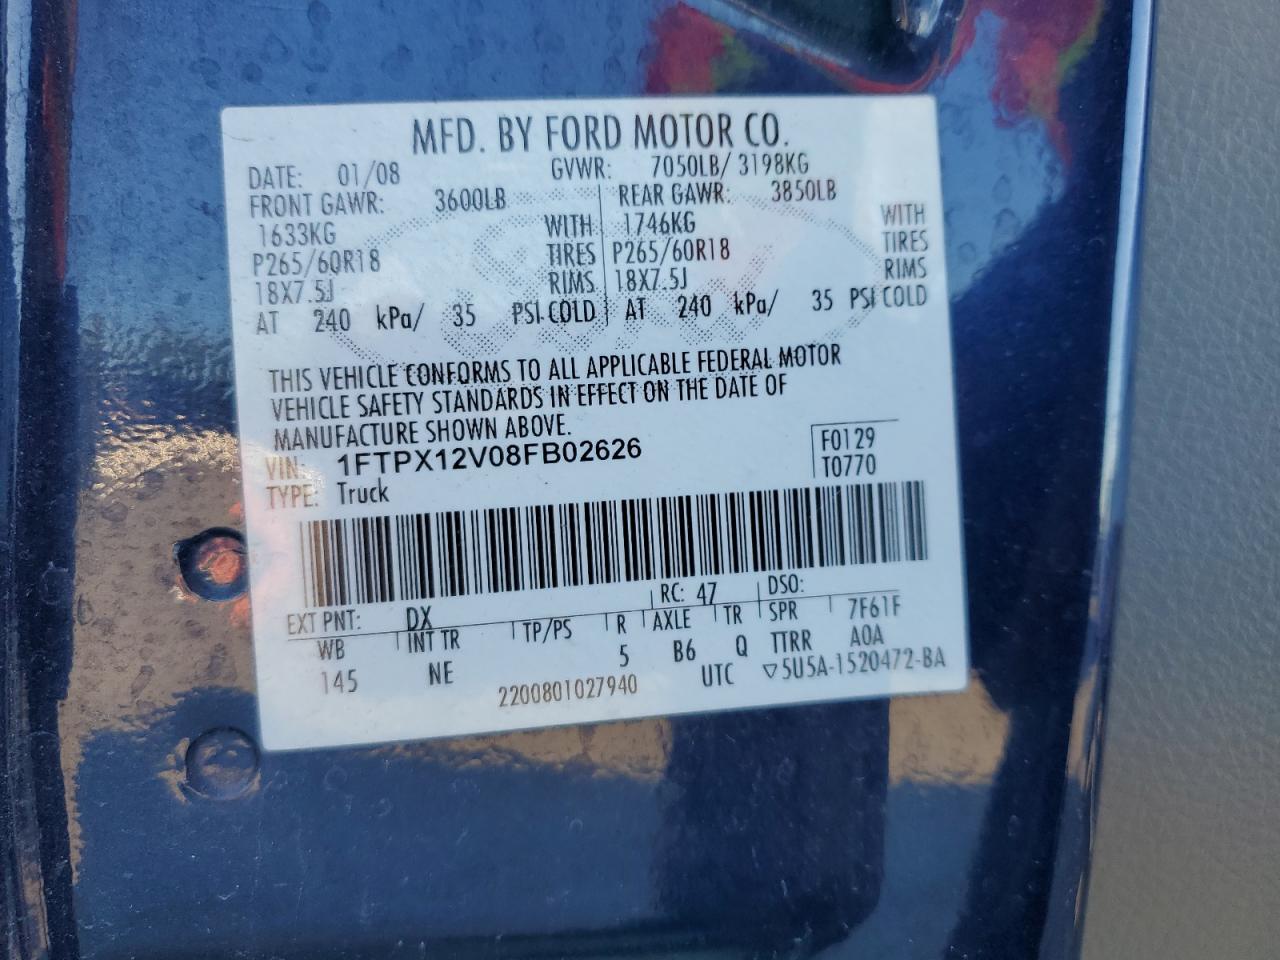 MFD. BY FORD MOTOR CO.
DATE: 01/08 GVWR: 7050LB/ 3198KG
FRONT GAWR: 3600LB REAR GAWR: 3850LB
1633KG WITH 1746KG WITH
P265/60R18 TIRES P265/60R18 TIRES
18X7.5J RIMS 18X7.5J RIMS
AT 240 kPa/ 35 PSI COLD AT 240 kPa/ 35 PSI COLD
THIS VEHICLE CONFORMS TO ALL APPLICABLE FEDERAL MOTOR
VEHICLE SAFETY STANDARDS IN EFFECT ON THE DATE OF
MANUFACTURE SHOWN ABOVE.
VIN: 1FTPX12V08FB02626 F0129
TYPE: Truck T0770
EXT PNT: DX RC: 47 DSO:
WB INT TR TP/PS R AXLE TR SPR 7F61F
145 NE 5 B6 Q TTRR A0A
2200801027940 UTC ▽5U5A-1520472-BA